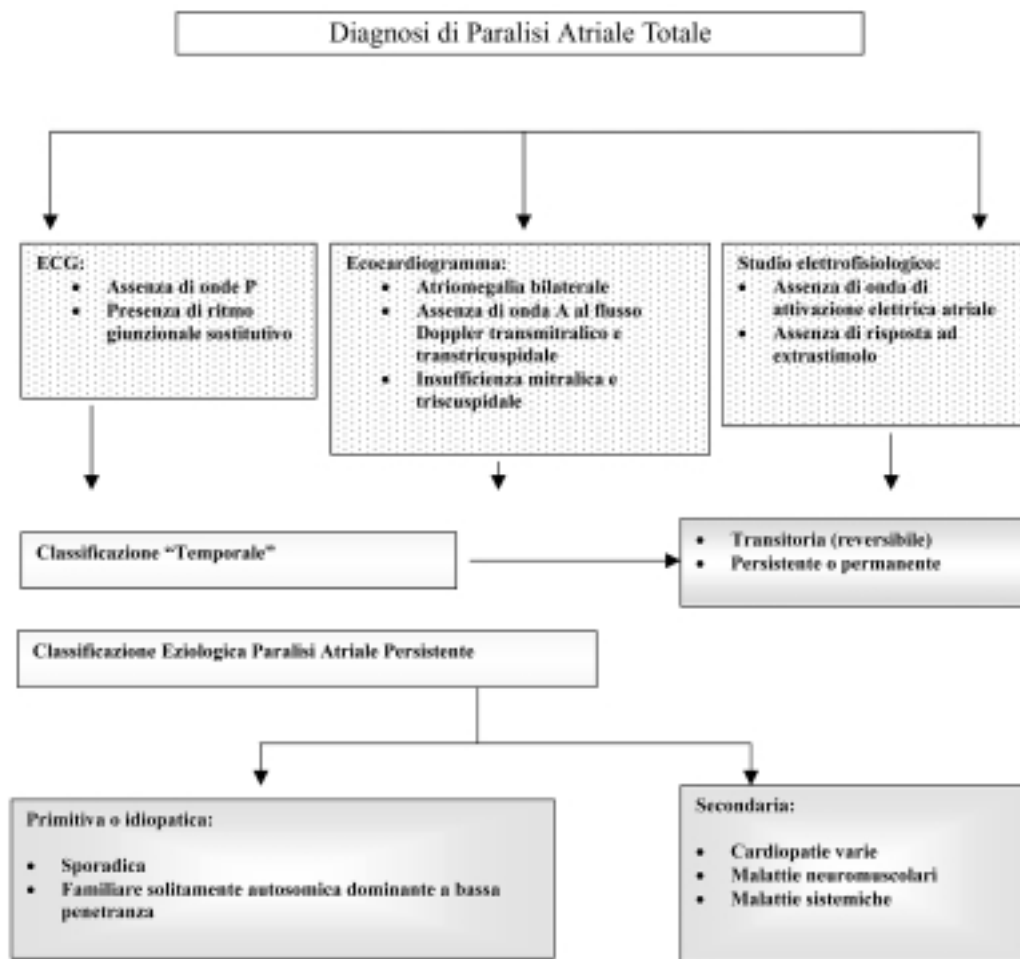 Diagnosi di Paralisi Atriale Totale
ECG:
• Assenza di onde P
• Presenza di ritmo
giunzionale sostitutivo
Ecocardiogramma:
• Atriomegalia bilaterale
• Assenza di onda A al flusso
Doppler transmitralico e
transtricuspidale
• Insufficienza mitralica e
triscuspidale
Studio elettrofisiologico:
• Assenza di onda di
attivazione elettrica atriale
• Assenza di risposta ad
extrastimolo
Classificazione “Temporale”
• Transitoria (reversibile)
• Persistente o permanente
Classificazione Eziologica Paralisi Atriale Persistente
Primitiva o idiopatica:
• Sporadica
• Familiare solitamente autosomica dominante a bassa
penetranza
Secondaria:
• Cardiopatie varie
• Malattie neuromuscolari
• Malattie sistemiche